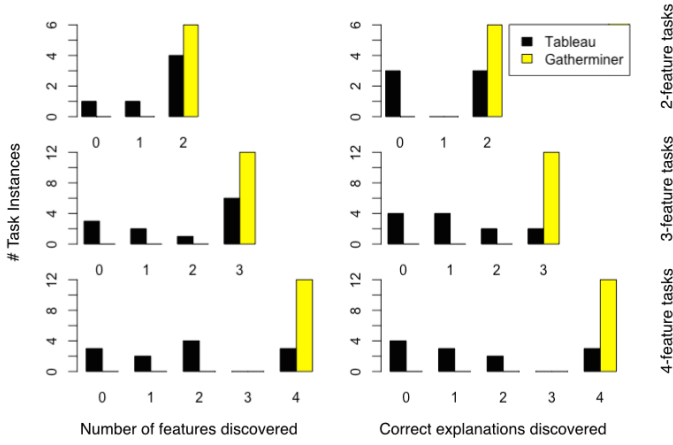 # Task Instances
0 2 4 6
0 1 2
0 2 4 6
0 1 2
Tableau
Gatherminer
2-feature tasks
0 4 8 12
0 1 2 3
0 4 8 12
0 1 2 3
3-feature tasks
0 4 8 12
0 1 2 3 4
0 4 8 12
0 1 2 3 4
4-feature tasks
Number of features discovered
Correct explanations discovered